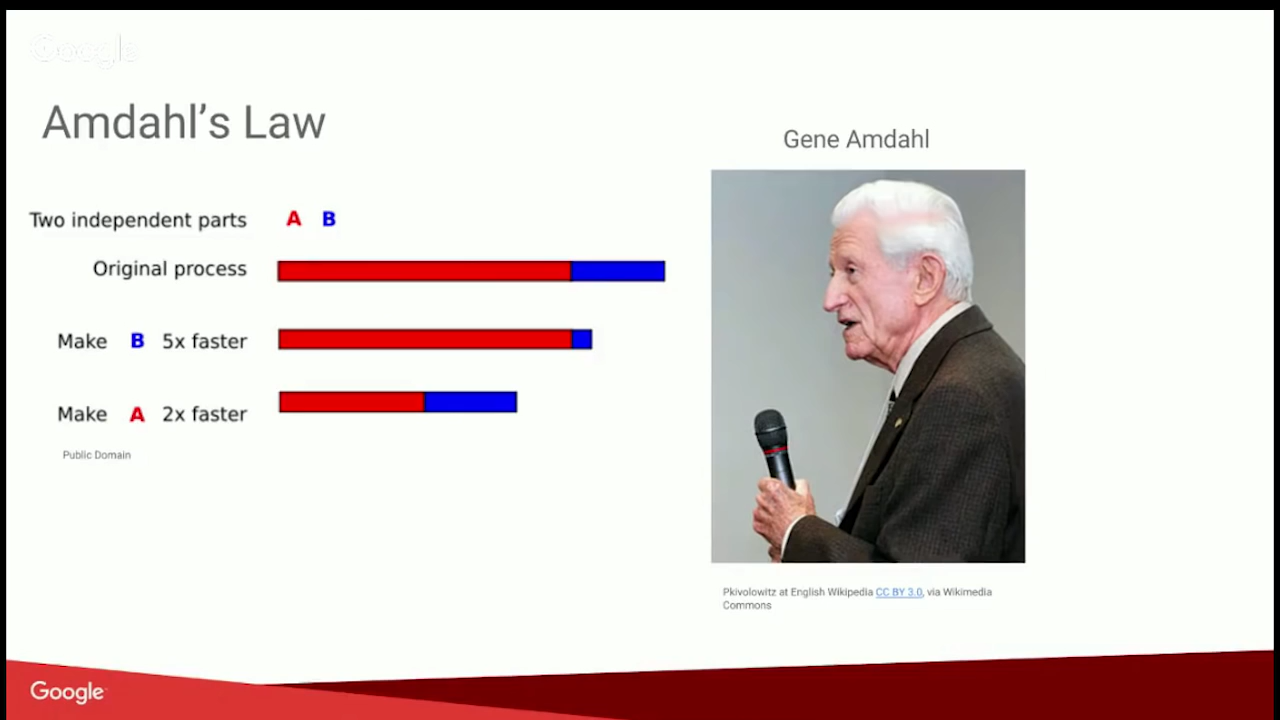 Google
Amdahl's Law
Two independent parts A B
Original process
Make B 5x faster
Make A 2x faster
Public Domain
Gene Amdahl
Pkivolowitz at English Wikipedia CC BY 3.0, via Wikimedia
Commons
Google